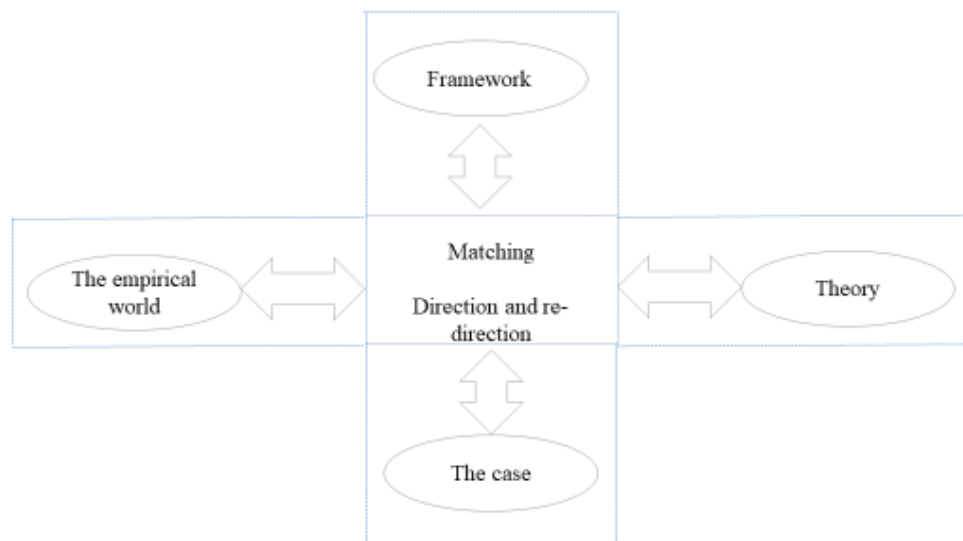 Framework
Matching
The empirical
world
Direction and re-
direction
Theory
The case